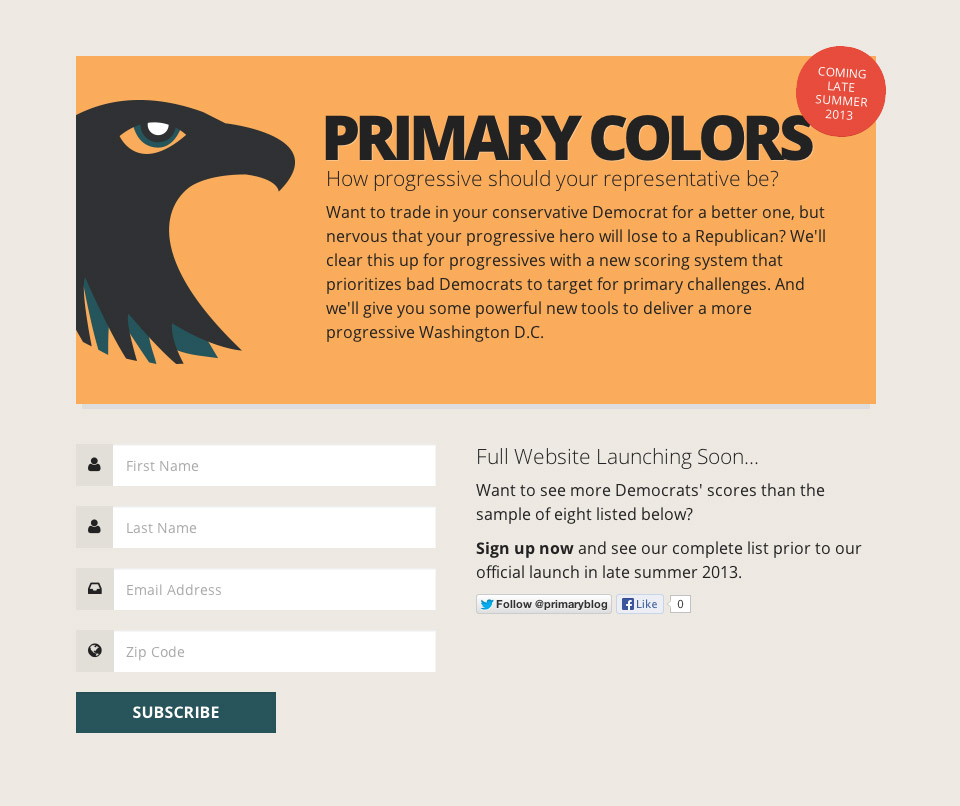 COMING
LATE
SUMMER
2013
PRIMARY COLORS
How progressive should your representative be?
Want to trade in your conservative Democrat for a better one, but
nervous that your progressive hero will lose to a Republican? We'll
clear this up for progressives with a new scoring system that
prioritizes bad Democrats to target for primary challenges. And
we'll give you some powerful new tools to deliver a more
progressive Washington D.C.
First Name
Last Name
Email Address
Zip Code
SUBSCRIBE
Full Website Launching Soon...
Want to see more Democrats' scores than the
sample of eight listed below?
Sign up now and see our complete list prior to our
official launch in late summer 2013.
Follow @primaryblog Like 0